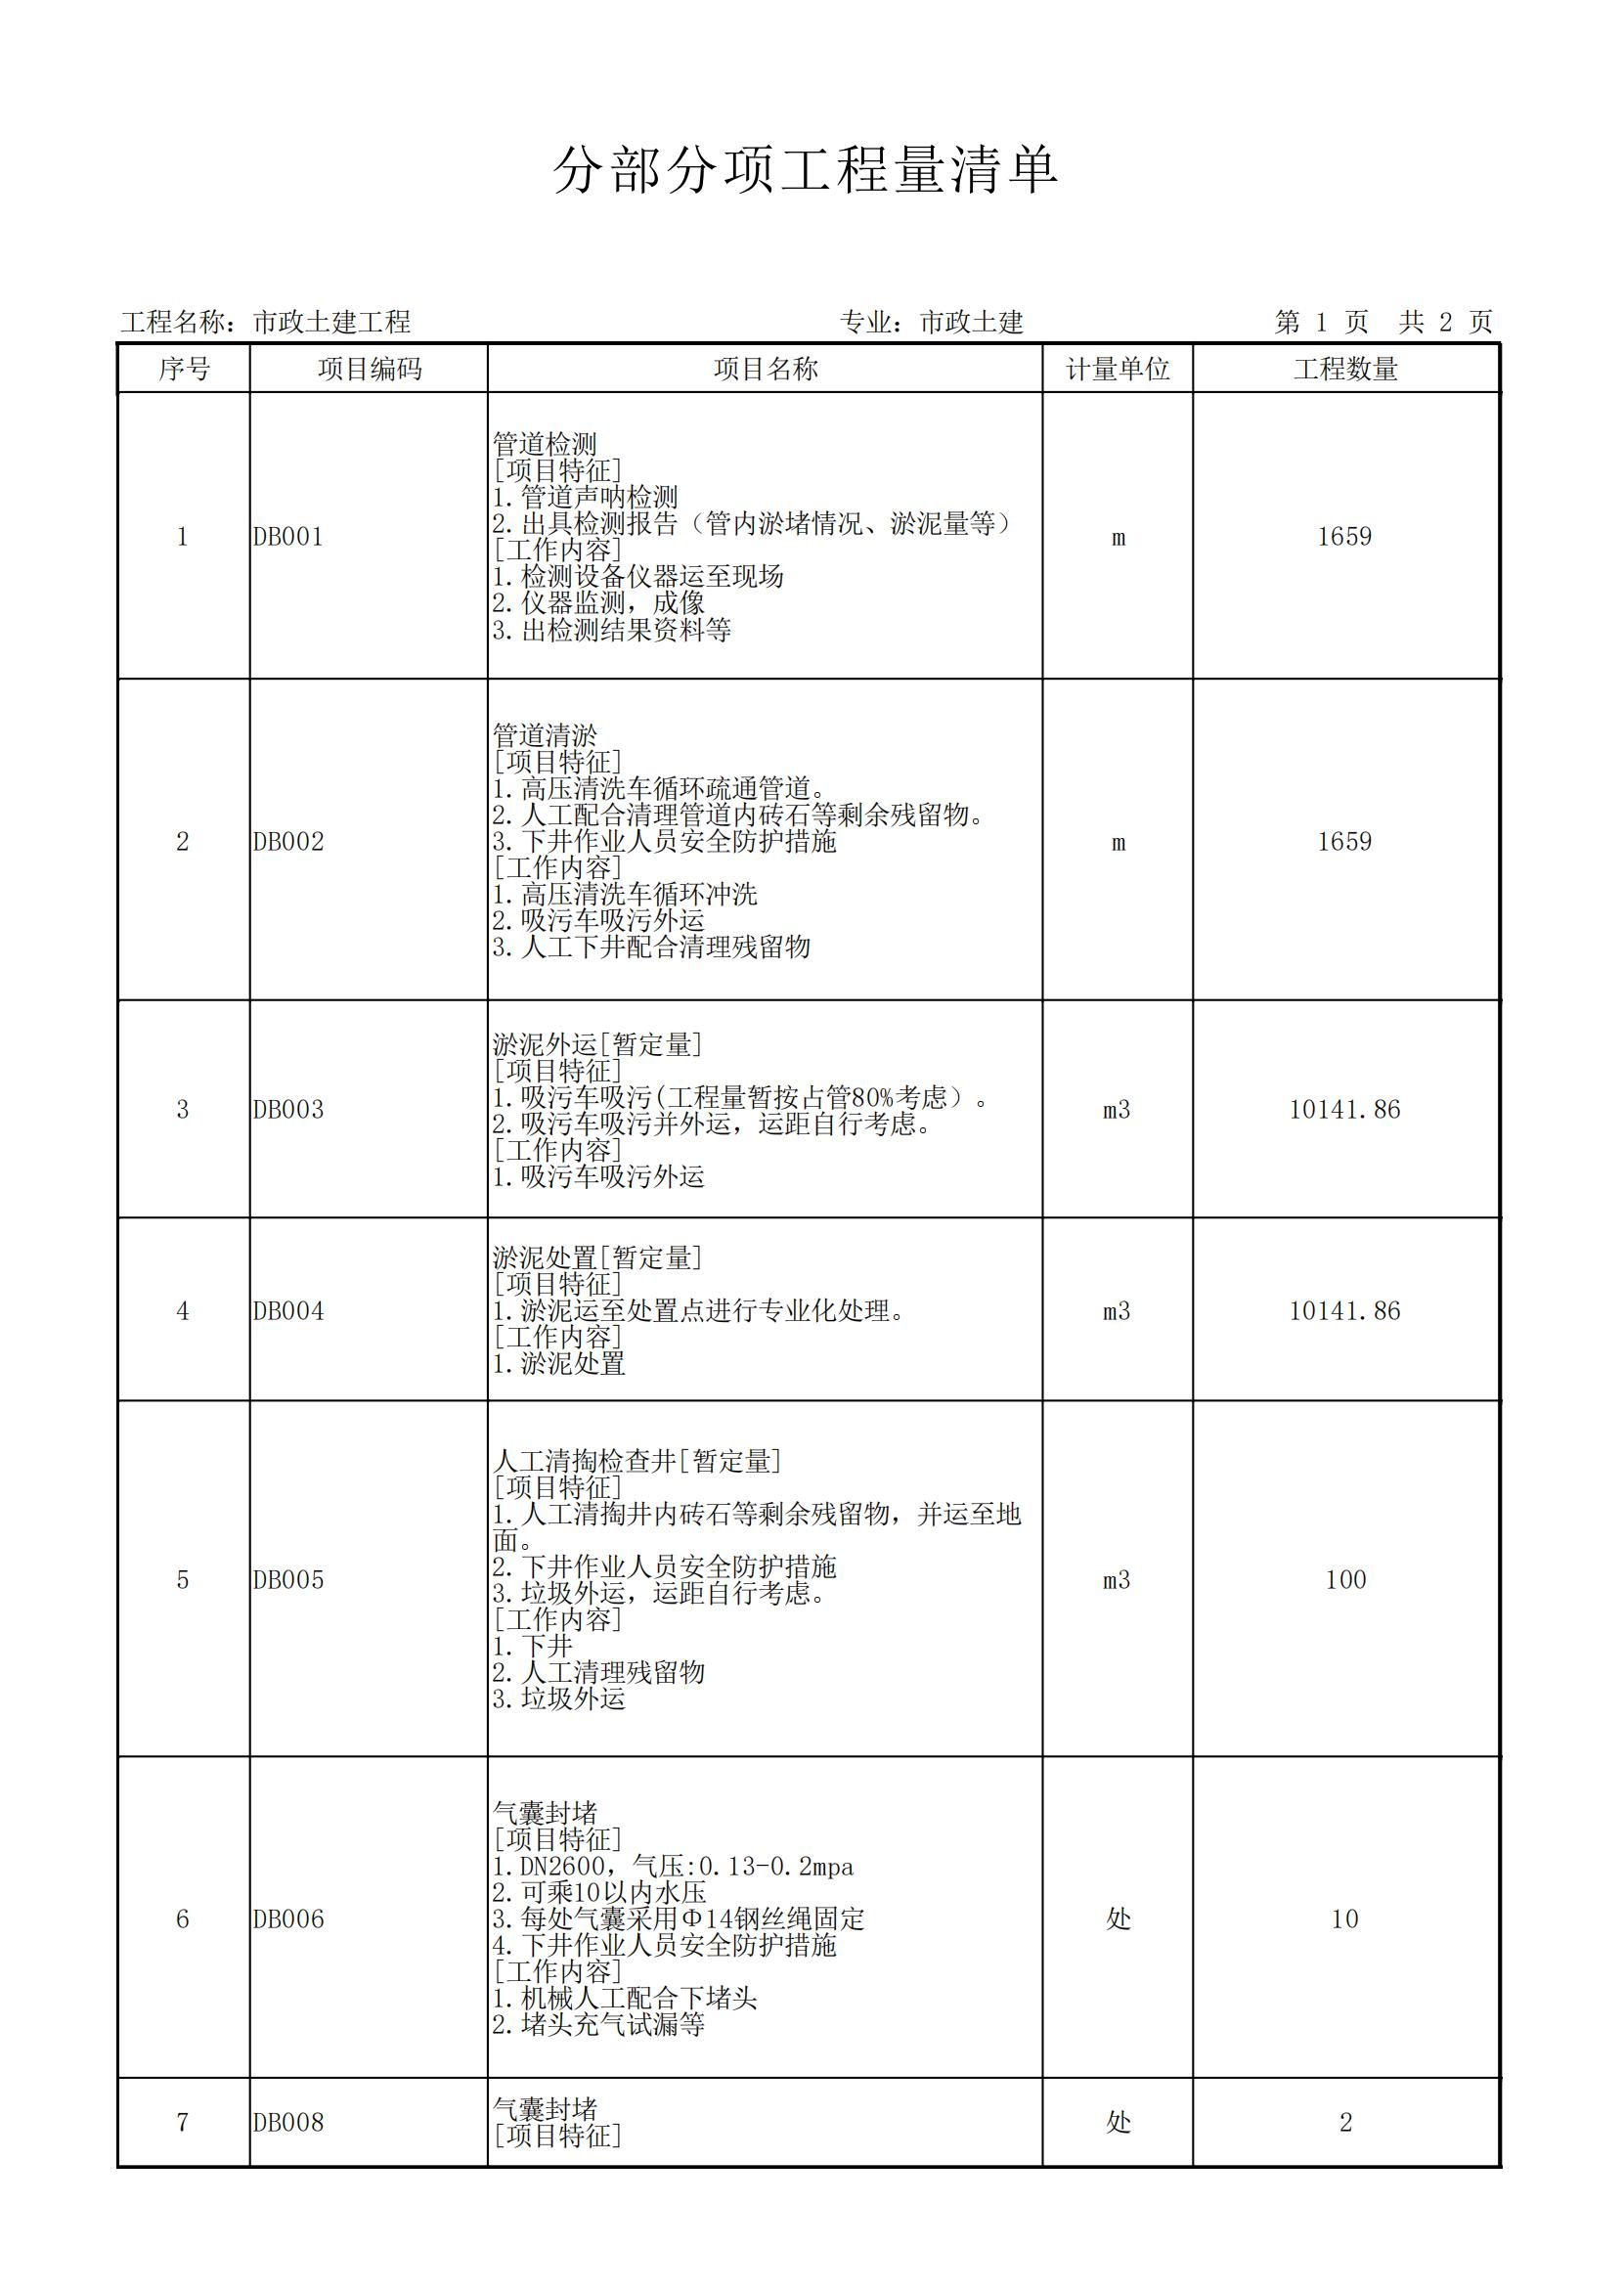 分部分项工程量清单
工程名称：市政土建工程 专业：市政土建 第 1 页 共 2 页
序号 项目编码 项目名称 计量单位 工程数量
1 DB001 m 1659
管道检测
[项目特征]
1.管道声呐检测
2.出具检测报告（管内淤堵情况、淤泥量等）
[工作内容]
1.检测设备仪器运至现场
2.仪器监测，成像
3.出检测结果资料等
2 DB002 m 1659
管道清淤
[项目特征]
1.高压清洗车循环疏通管道。
2.人工配合清理管道内砖石等剩余残留物。
3.下井作业人员安全防护措施
[工作内容]
1.高压清洗车循环冲洗
2.吸污车吸污外运
3.人工下井配合清理残留物
3 DB003 m3 10141.86
淤泥外运[暂定量]
[项目特征]
1.吸污车吸污(工程量暂按占管80%考虑）。
2.吸污车吸污并外运，运距自行考虑。
[工作内容]
1.吸污车吸污外运
4 DB004 m3 10141.86
淤泥处置[暂定量]
[项目特征]
1.淤泥运至处置点进行专业化处理。
[工作内容]
1.淤泥处置
5 DB005 m3 100
人工清掏检查井[暂定量]
[项目特征]
1.人工清掏井内砖石等剩余残留物，并运至地
面。
2.下井作业人员安全防护措施
3.垃圾外运，运距自行考虑。
[工作内容]
1.下井
2.人工清理残留物
3.垃圾外运
6 DB006 处 10
气囊封堵
[项目特征]
1.DN2600，气压:0.13-0.2mpa
2.可乘10以内水压
3.每处气囊采用Φ14钢丝绳固定
4.下井作业人员安全防护措施
[工作内容]
1.机械人工配合下堵头
2.堵头充气试漏等
7 DB008 处 2
气囊封堵
[项目特征]